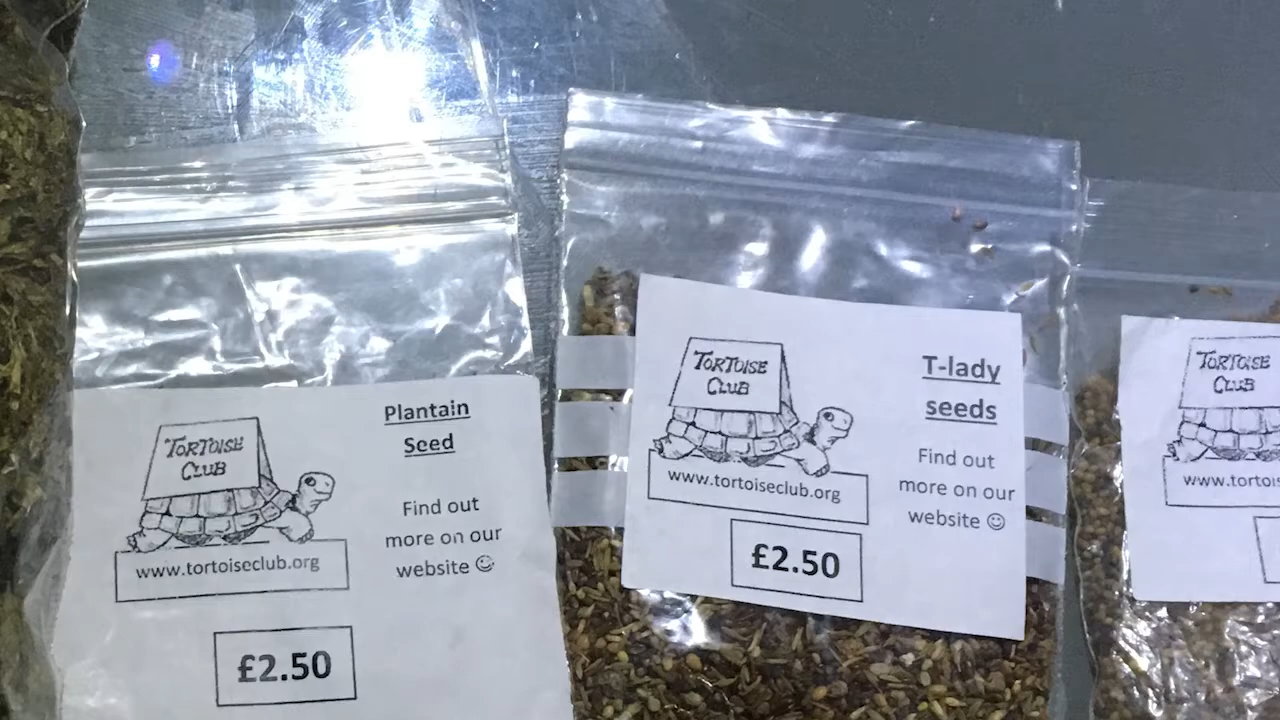 TORTOISE
CLUB
www.tortoiseclub.org
Plantain
Seed
Find out
more on our
website ☺
£2.50
TORTOISE
CLUB
www.tortoiseclub.org
T-lady
seeds
Find out
more on our
website ☺
£2.50
TORTOISE
CLUB